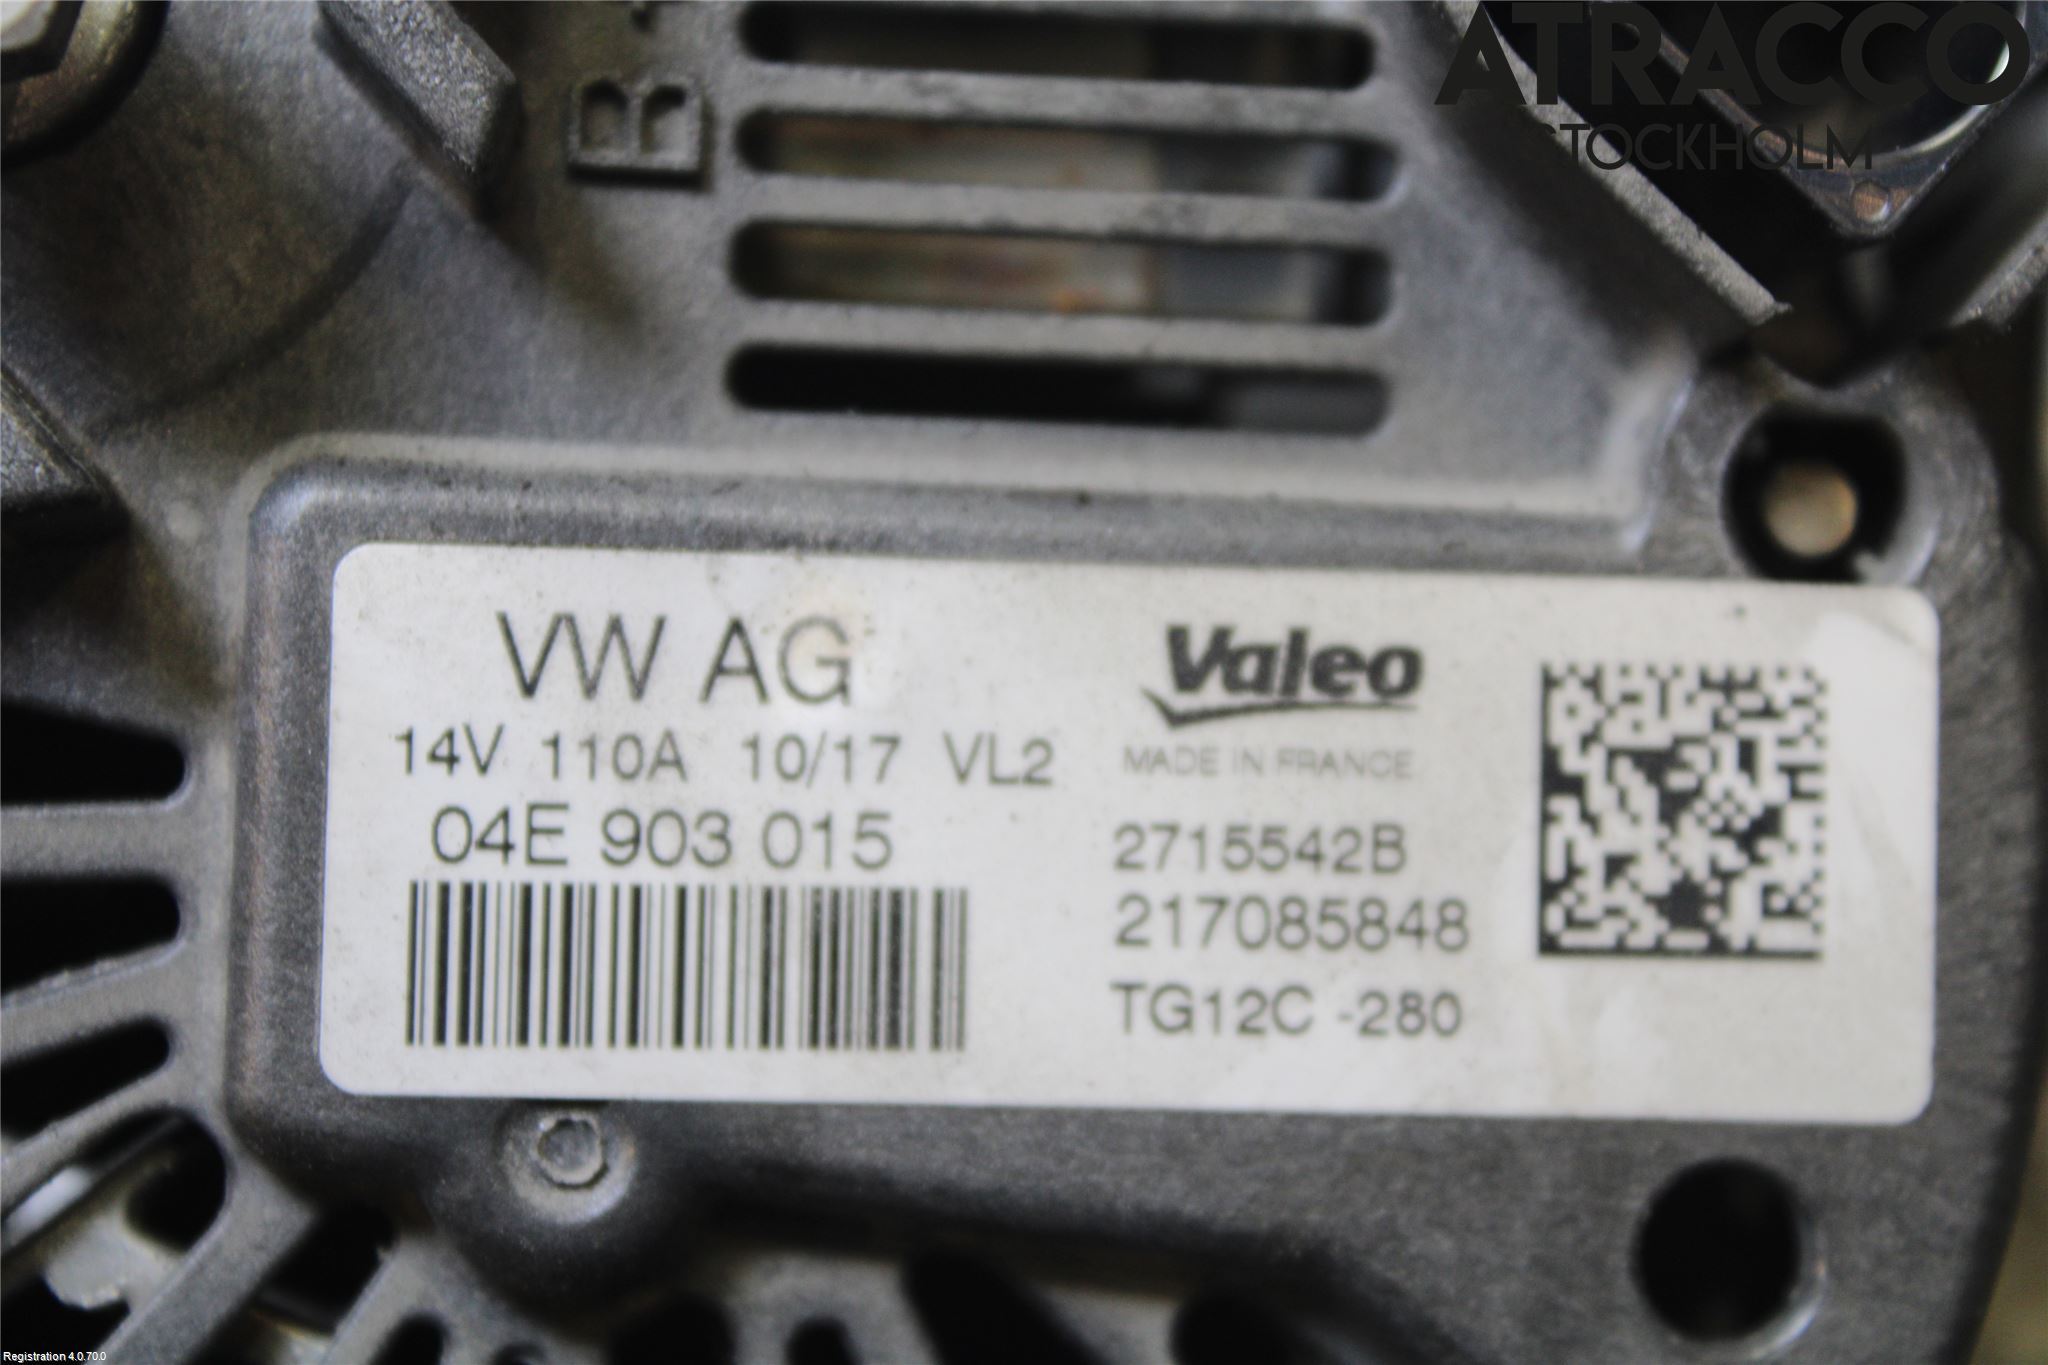 ATRACCO
STOCKHOLM
B
VW AG
14V 110A 10/17 VL2
04E 903 015
Valeo
MADE IN FRANCE
2715542B
217085848
TG12C -280
Registration 4.0.70.0